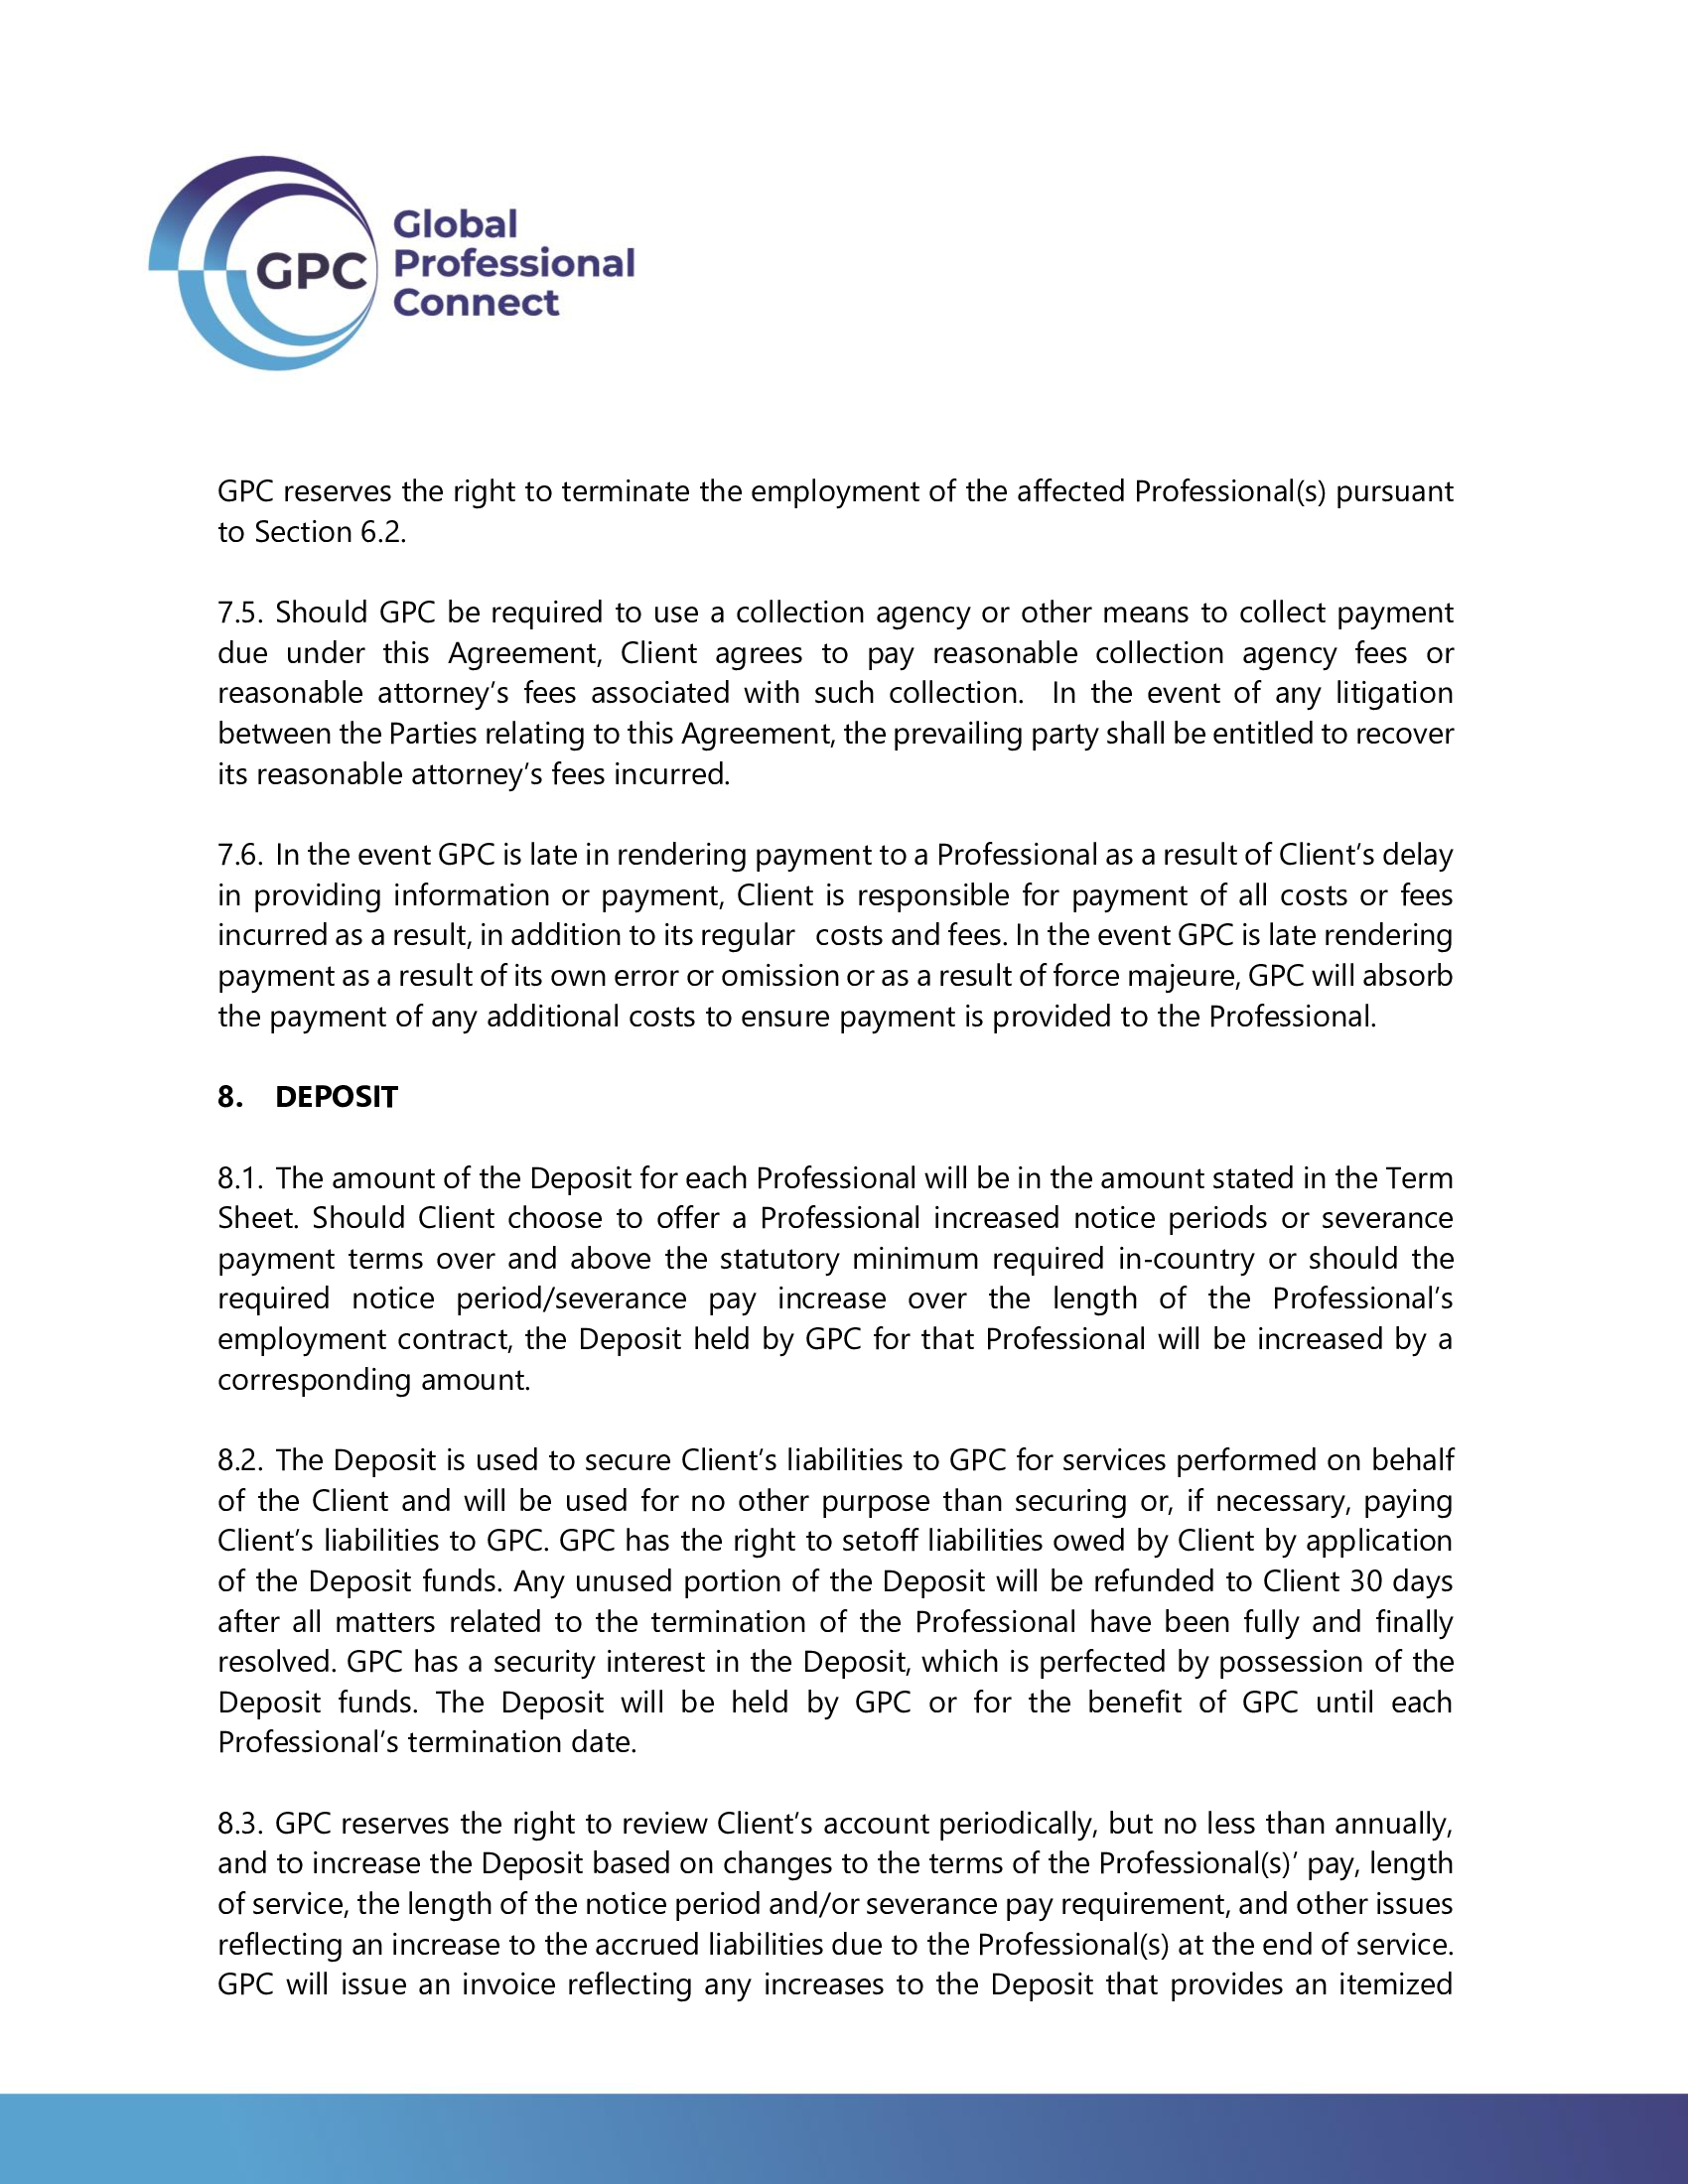 GPC
Global
Professional
Connect
GPC reserves the right to terminate the employment of the affected Professional(s) pursuant
to Section 6.2.
7.5. Should GPC be required to use a collection agency or other means to collect payment
due under this Agreement, Client agrees to pay reasonable collection agency fees or
reasonable attorney’s fees associated with such collection. In the event of any litigation
between the Parties relating to this Agreement, the prevailing party shall be entitled to recover
its reasonable attorney’s fees incurred.
7.6. In the event GPC is late in rendering payment to a Professional as a result of Client’s delay
in providing information or payment, Client is responsible for payment of all costs or fees
incurred as a result, in addition to its regular costs and fees. In the event GPC is late rendering
payment as a result of its own error or omission or as a result of force majeure, GPC will absorb
the payment of any additional costs to ensure payment is provided to the Professional.
8. DEPOSIT
8.1. The amount of the Deposit for each Professional will be in the amount stated in the Term
Sheet. Should Client choose to offer a Professional increased notice periods or severance
payment terms over and above the statutory minimum required in-country or should the
required notice period/severance pay increase over the length of the Professional’s
employment contract, the Deposit held by GPC for that Professional will be increased by a
corresponding amount.
8.2. The Deposit is used to secure Client’s liabilities to GPC for services performed on behalf
of the Client and will be used for no other purpose than securing or, if necessary, paying
Client’s liabilities to GPC. GPC has the right to setoff liabilities owed by Client by application
of the Deposit funds. Any unused portion of the Deposit will be refunded to Client 30 days
after all matters related to the termination of the Professional have been fully and finally
resolved. GPC has a security interest in the Deposit, which is perfected by possession of the
Deposit funds. The Deposit will be held by GPC or for the benefit of GPC until each
Professional’s termination date.
8.3. GPC reserves the right to review Client’s account periodically, but no less than annually,
and to increase the Deposit based on changes to the terms of the Professional(s)’ pay, length
of service, the length of the notice period and/or severance pay requirement, and other issues
reflecting an increase to the accrued liabilities due to the Professional(s) at the end of service.
GPC will issue an invoice reflecting any increases to the Deposit that provides an itemized